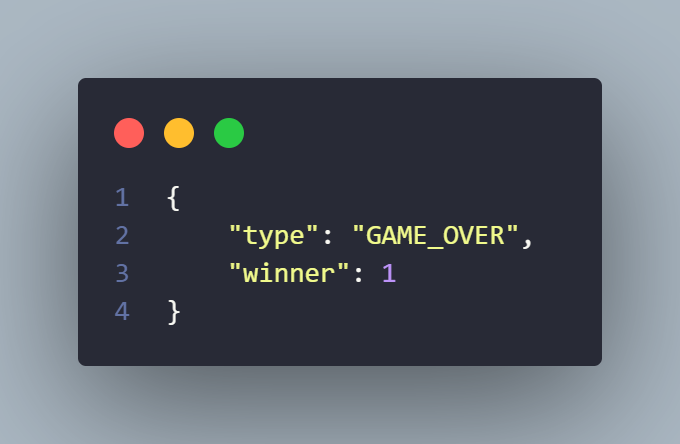 1 {
2     "type": "GAME_OVER",
3     "winner": 1
4 }